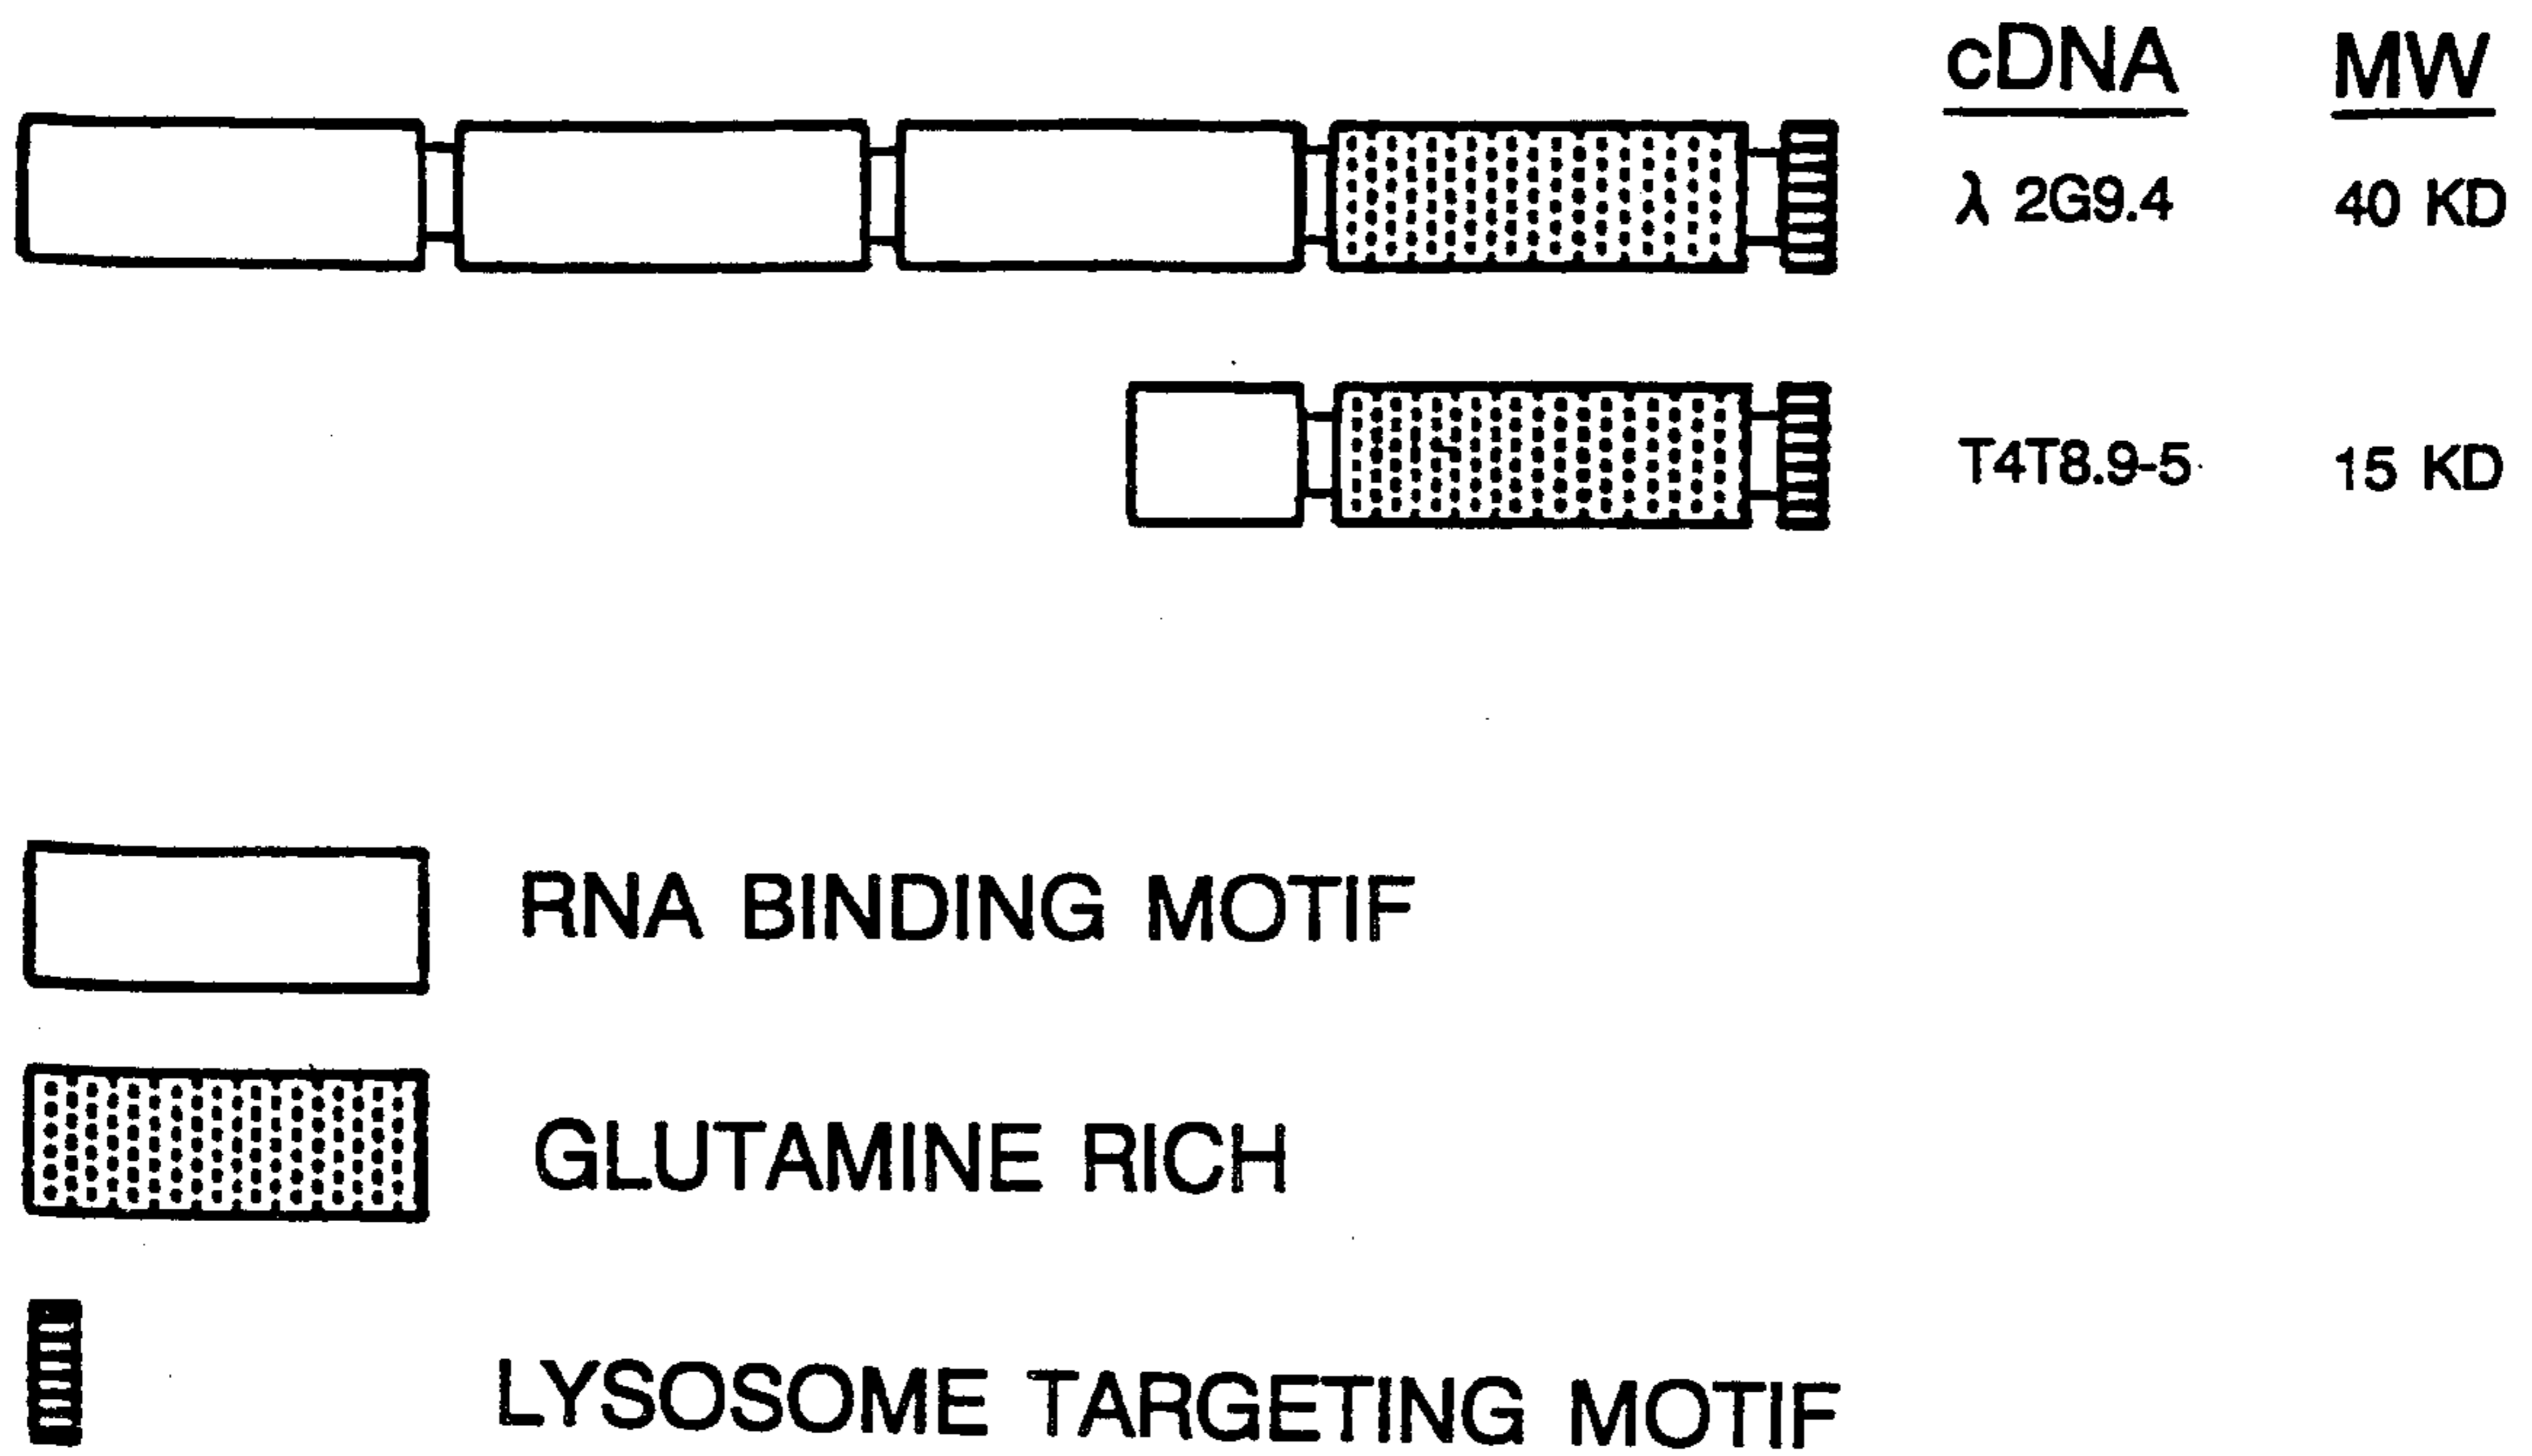 cDNA MW
λ 2G9.4 40 KD
T4T8.9-5 15 KD
RNA BINDING MOTIF
GLUTAMINE RICH
LYSOSOME TARGETING MOTIF